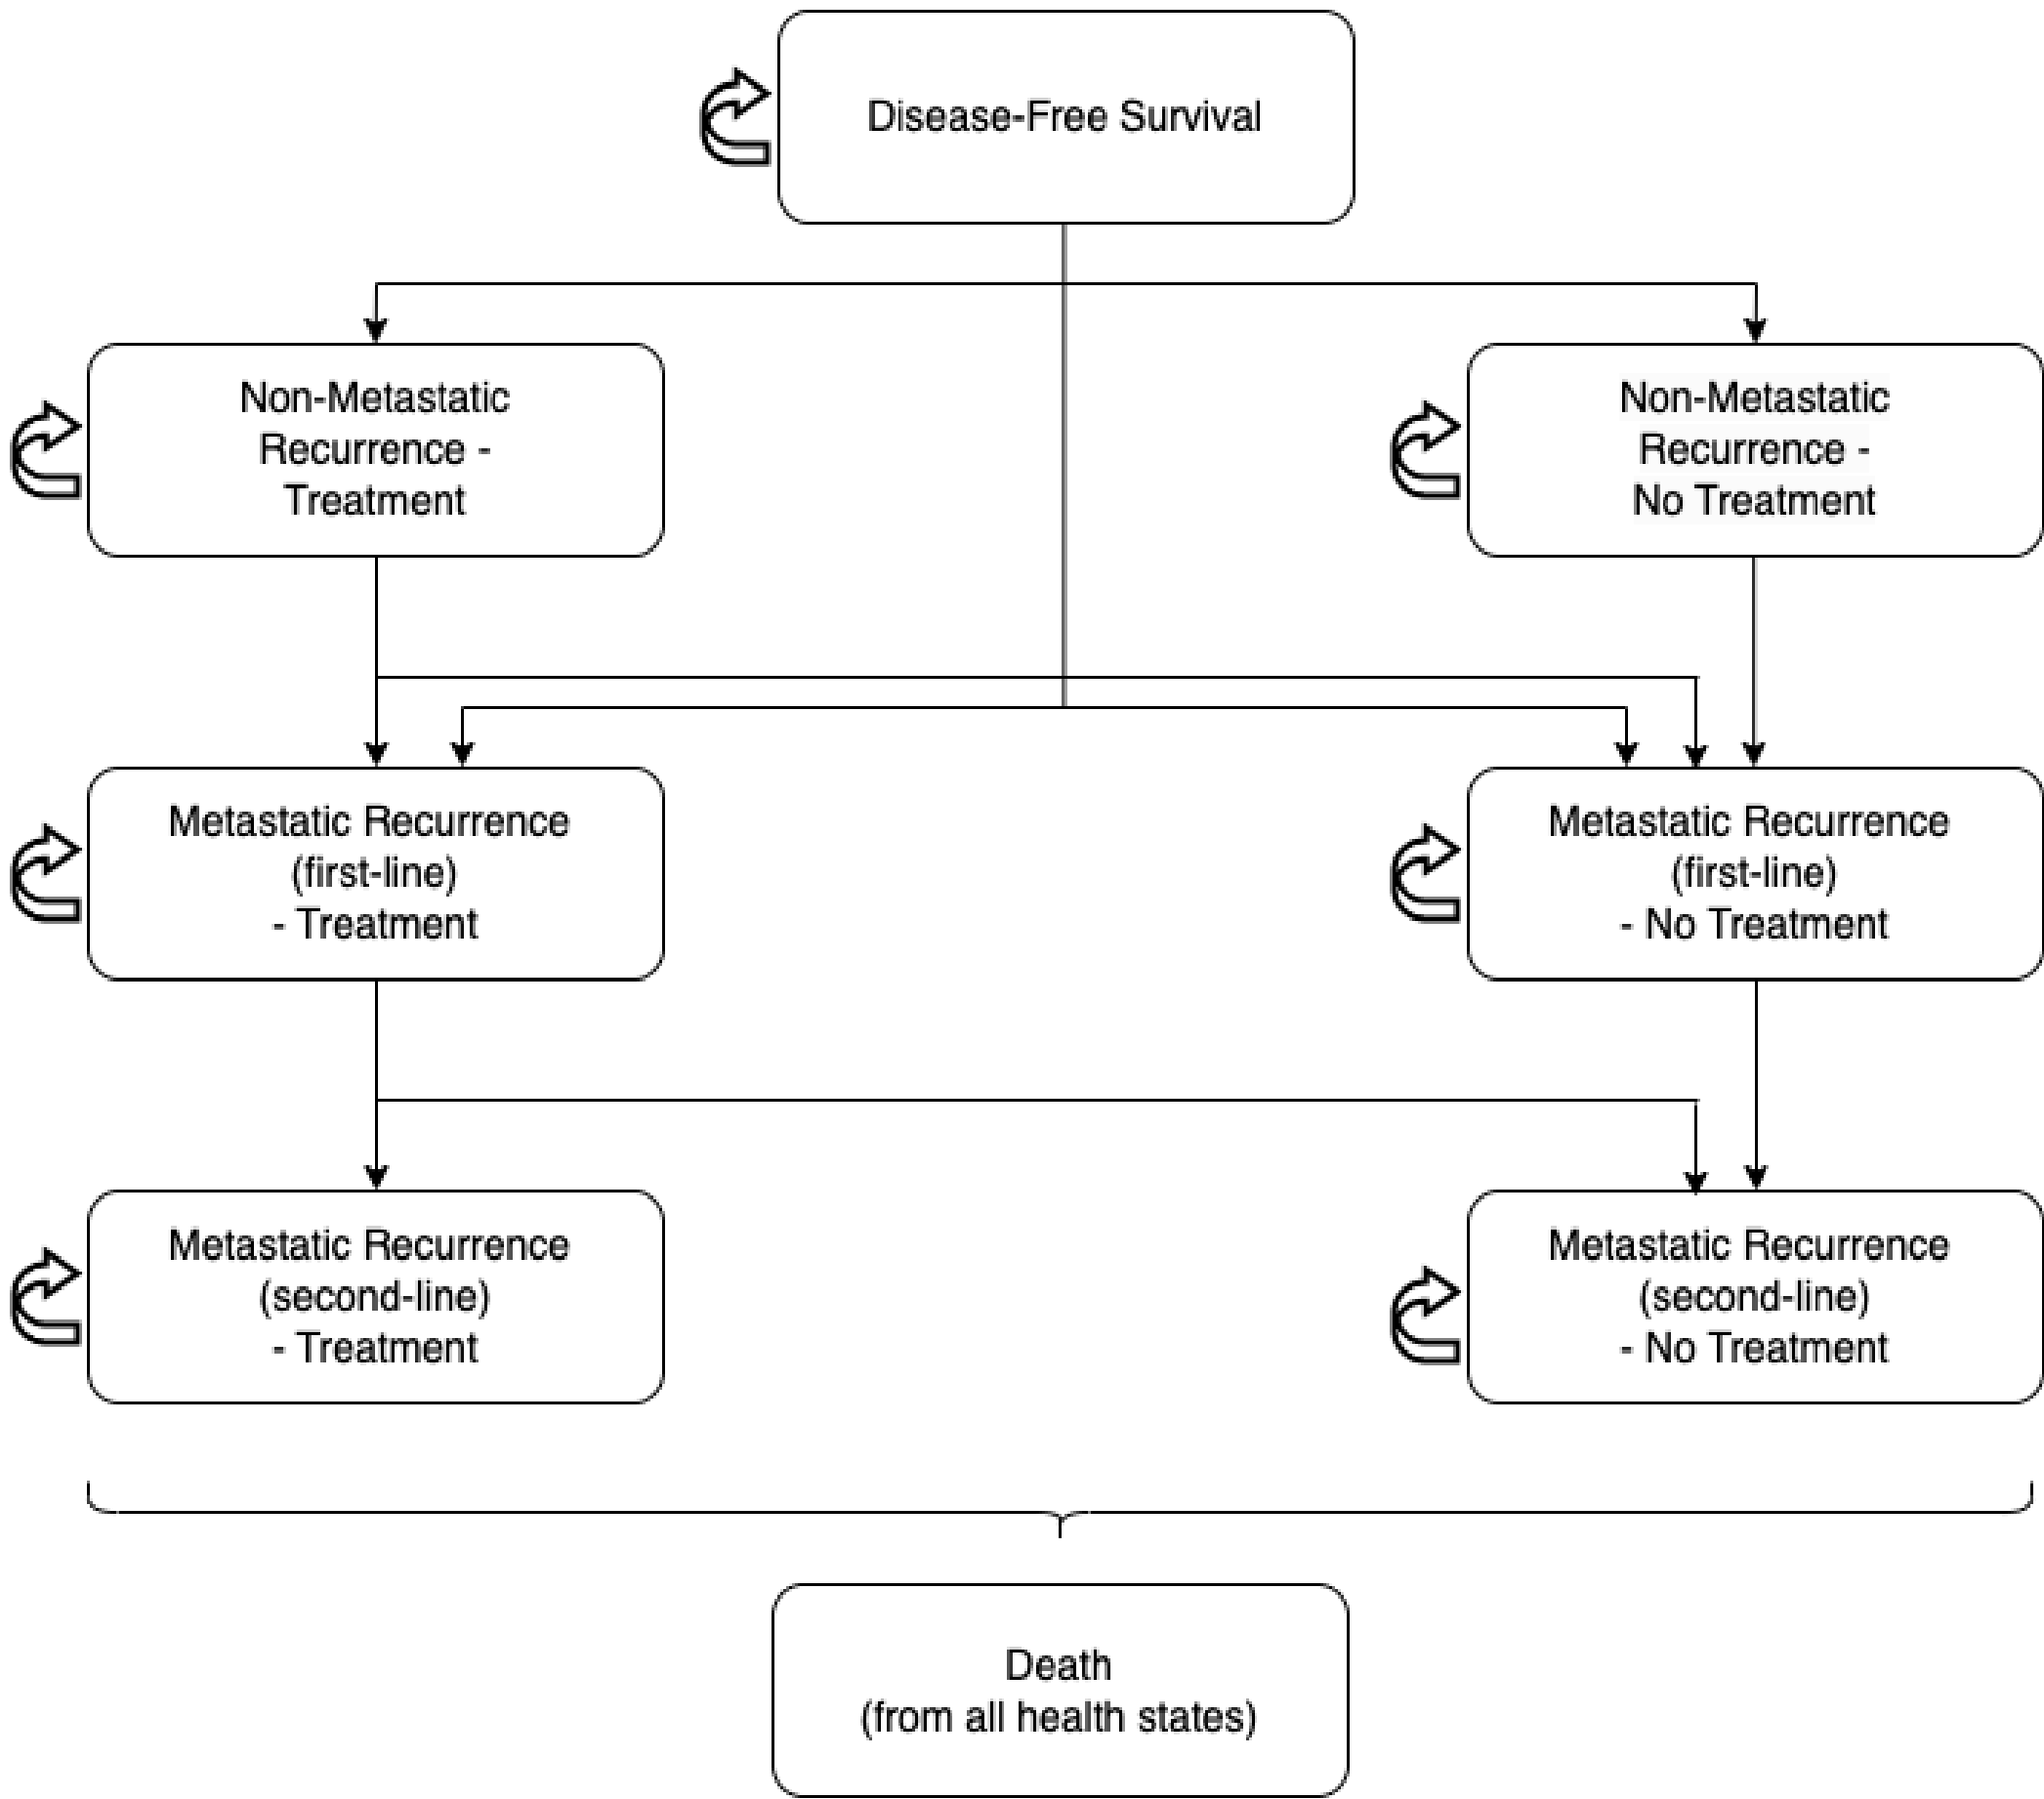 Disease-Free Survival
Non-Metastatic
Recurrence -
Treatment
Non-Metastatic
Recurrence -
No Treatment
Metastatic Recurrence
(first-line)
- Treatment
Metastatic Recurrence
(first-line)
- No Treatment
Metastatic Recurrence
(second-line)
- Treatment
Metastatic Recurrence
(second-line)
- No Treatment
Death
(from all health states)